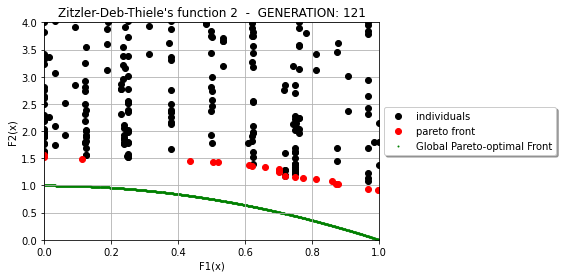 Zitzler-Deb-Thiele's function 2 - GENERATION: 121
F2(x)
4.0
3.5
3.0
2.5
2.0
1.5
1.0
0.5
0.0
0.0 0.2 0.4 0.6 0.8 1.0
F1(x)
individuals
pareto front
Global Pareto-optimal Front